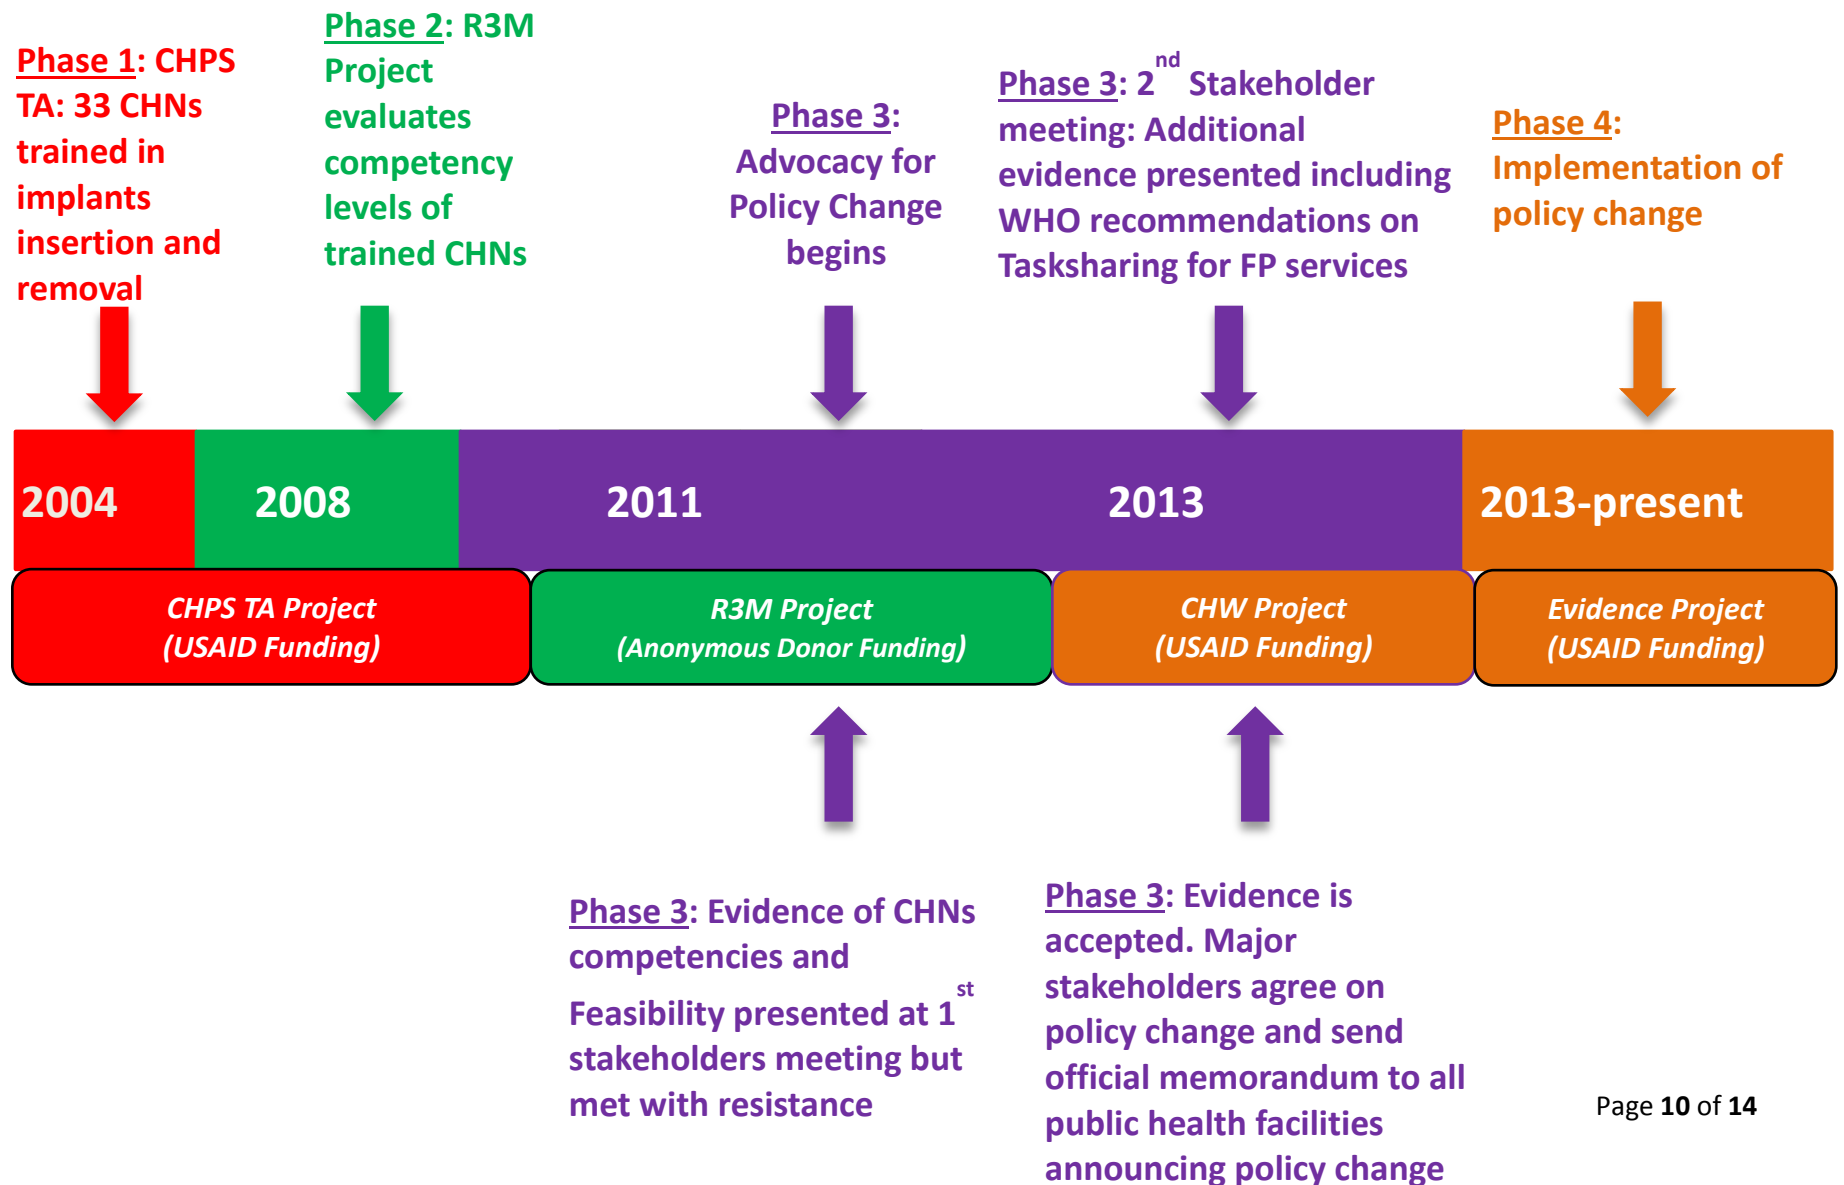 Phase 1: CHPS
TA: 33 CHNs
trained in
implants
insertion and
removal
Phase 2: R3M
Project
evaluates
competency
levels of
trained CHNs
Phase 3:
Advocacy for
Policy Change
begins
Phase 3: 2nd Stakeholder
meeting: Additional
evidence presented including
WHO recommendations on
Tasksharing for FP services
Phase 4:
Implementation of
policy change
2004
2008
2011
2013
2013-present
CHPS TA Project
(USAID Funding)
R3M Project
(Anonymous Donor Funding)
CHW Project
(USAID Funding)
Evidence Project
(USAID Funding)
Phase 3: Evidence of CHNs
competencies and
Feasibility presented at 1st
stakeholders meeting but
met with resistance
Phase 3: Evidence is
accepted. Major
stakeholders agree on
policy change and send
official memorandum to all
public health facilities
announcing policy change
Page 10 of 14